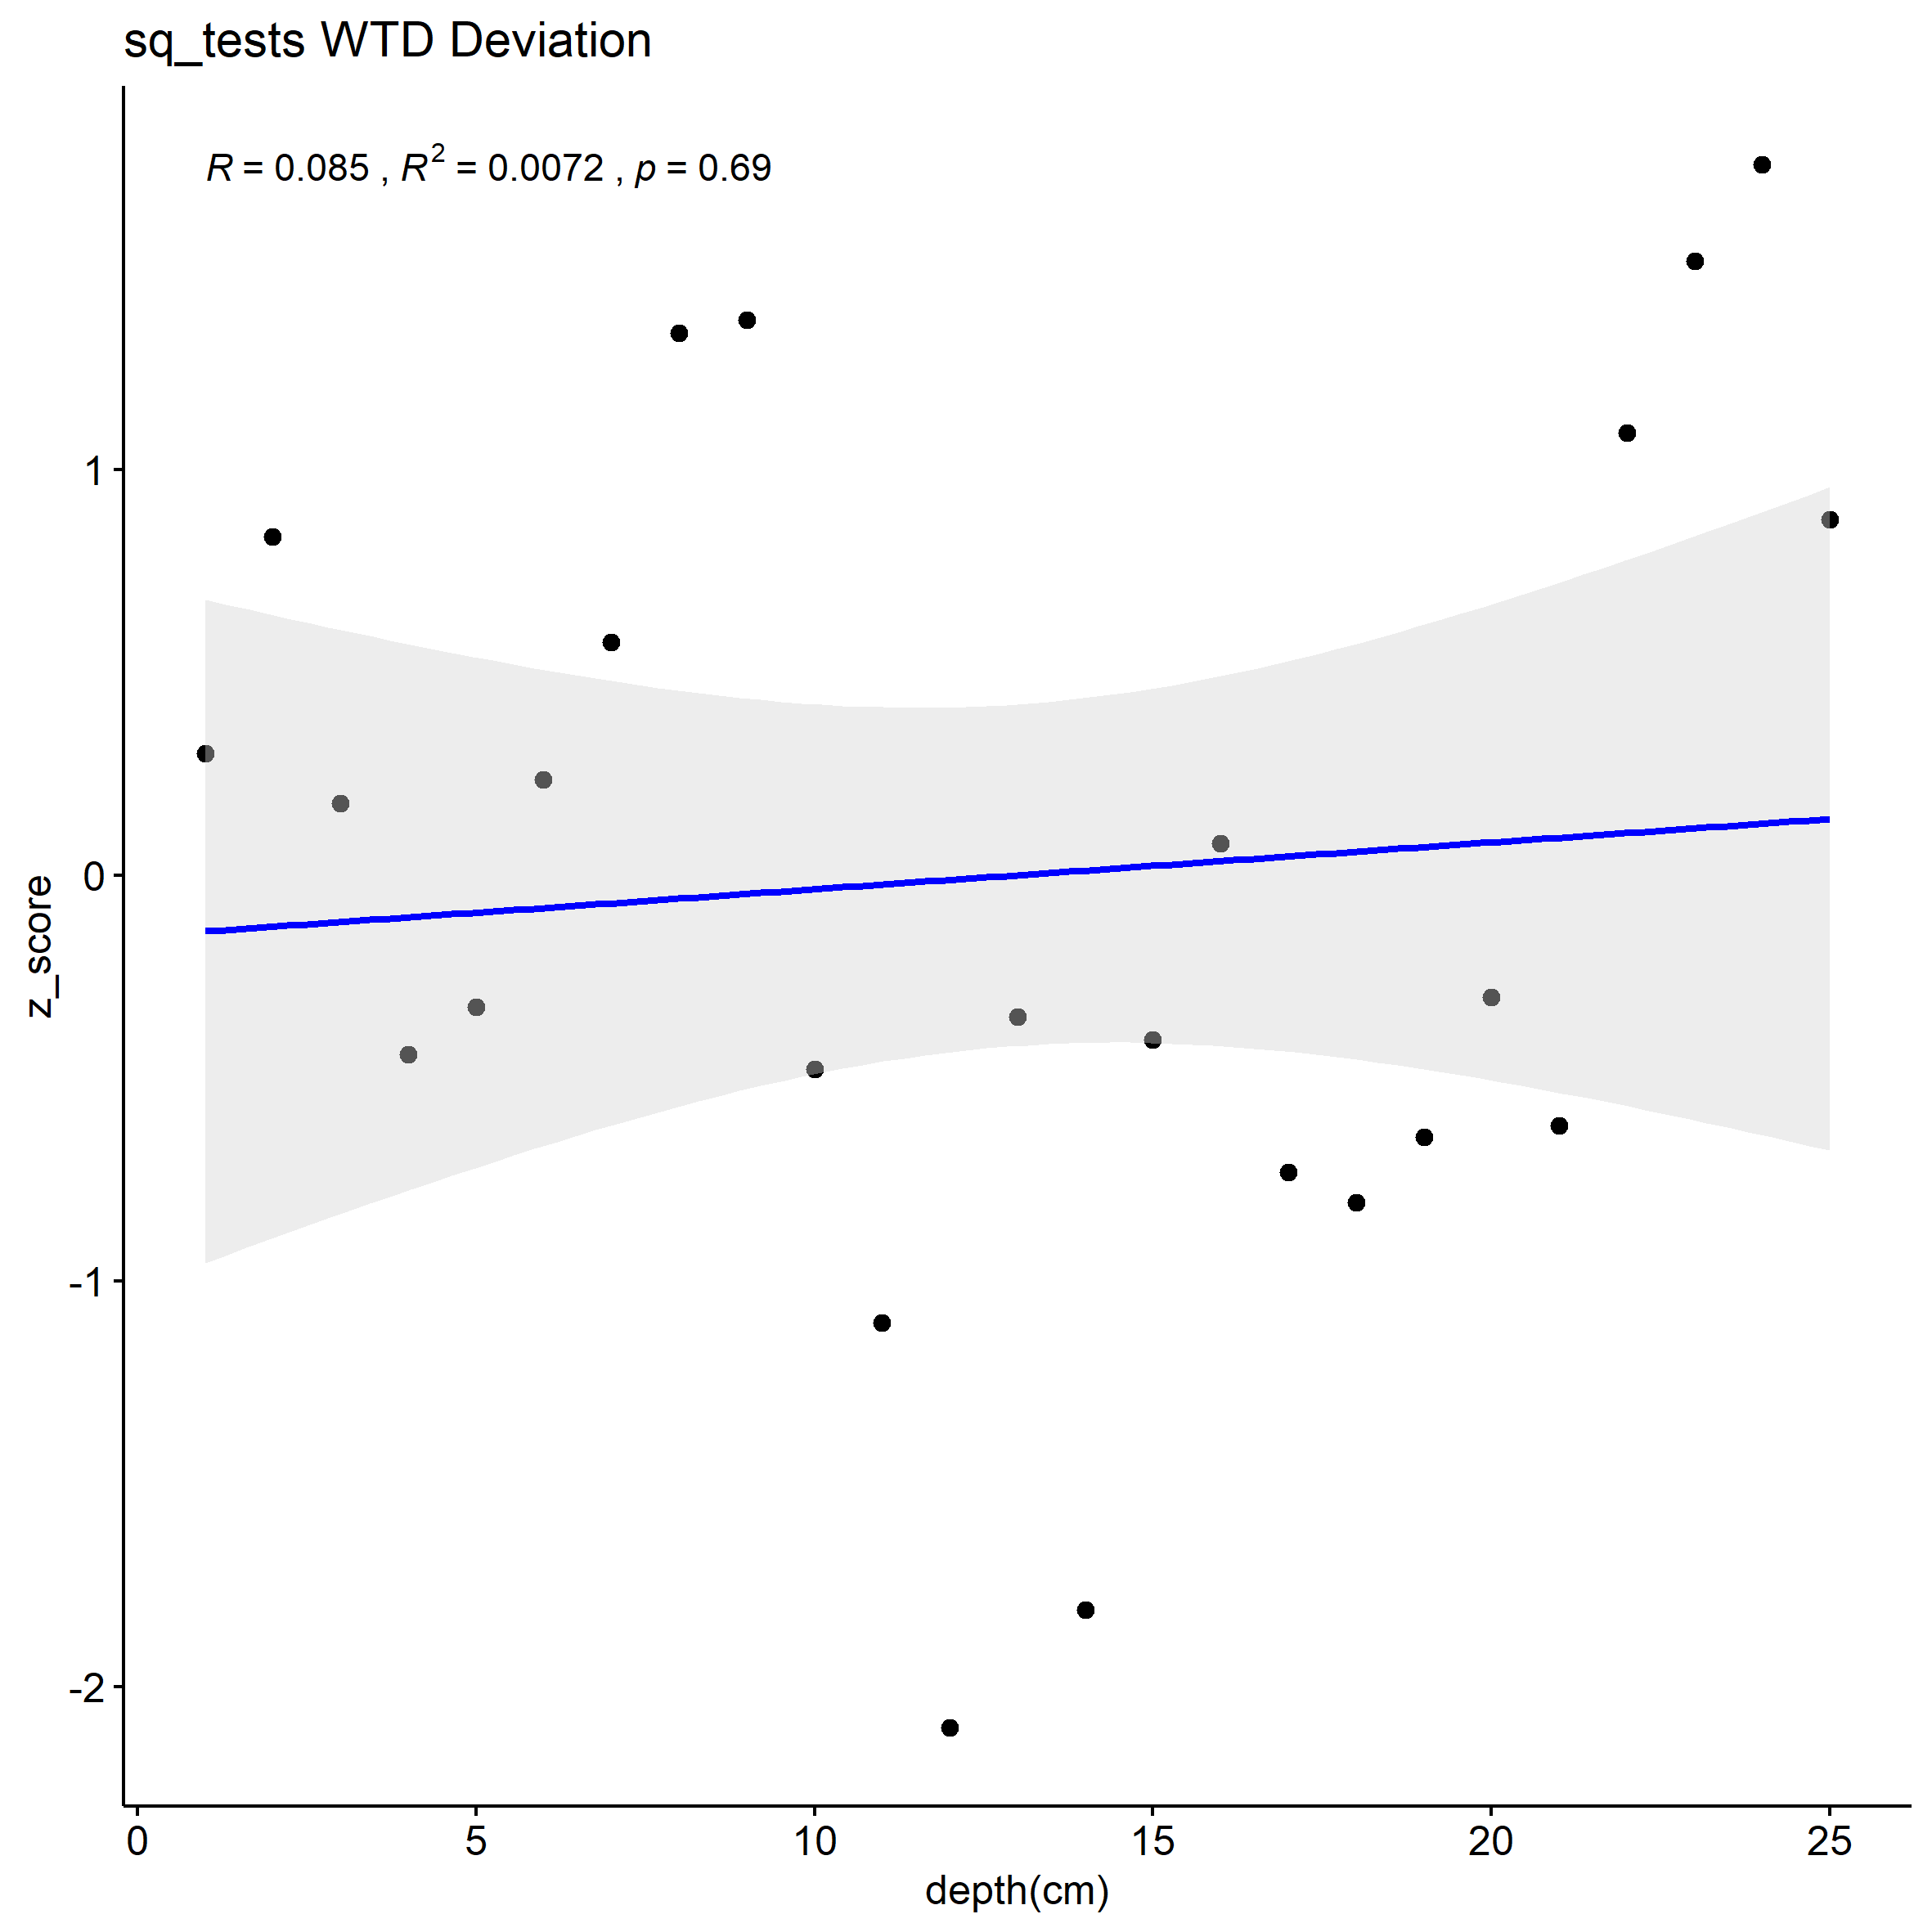 sq_tests WTD Deviation
R = 0.085 , R² = 0.0072 , p = 0.69
1
0
-1
-2
z_score
0 5 10 15 20 25
depth(cm)